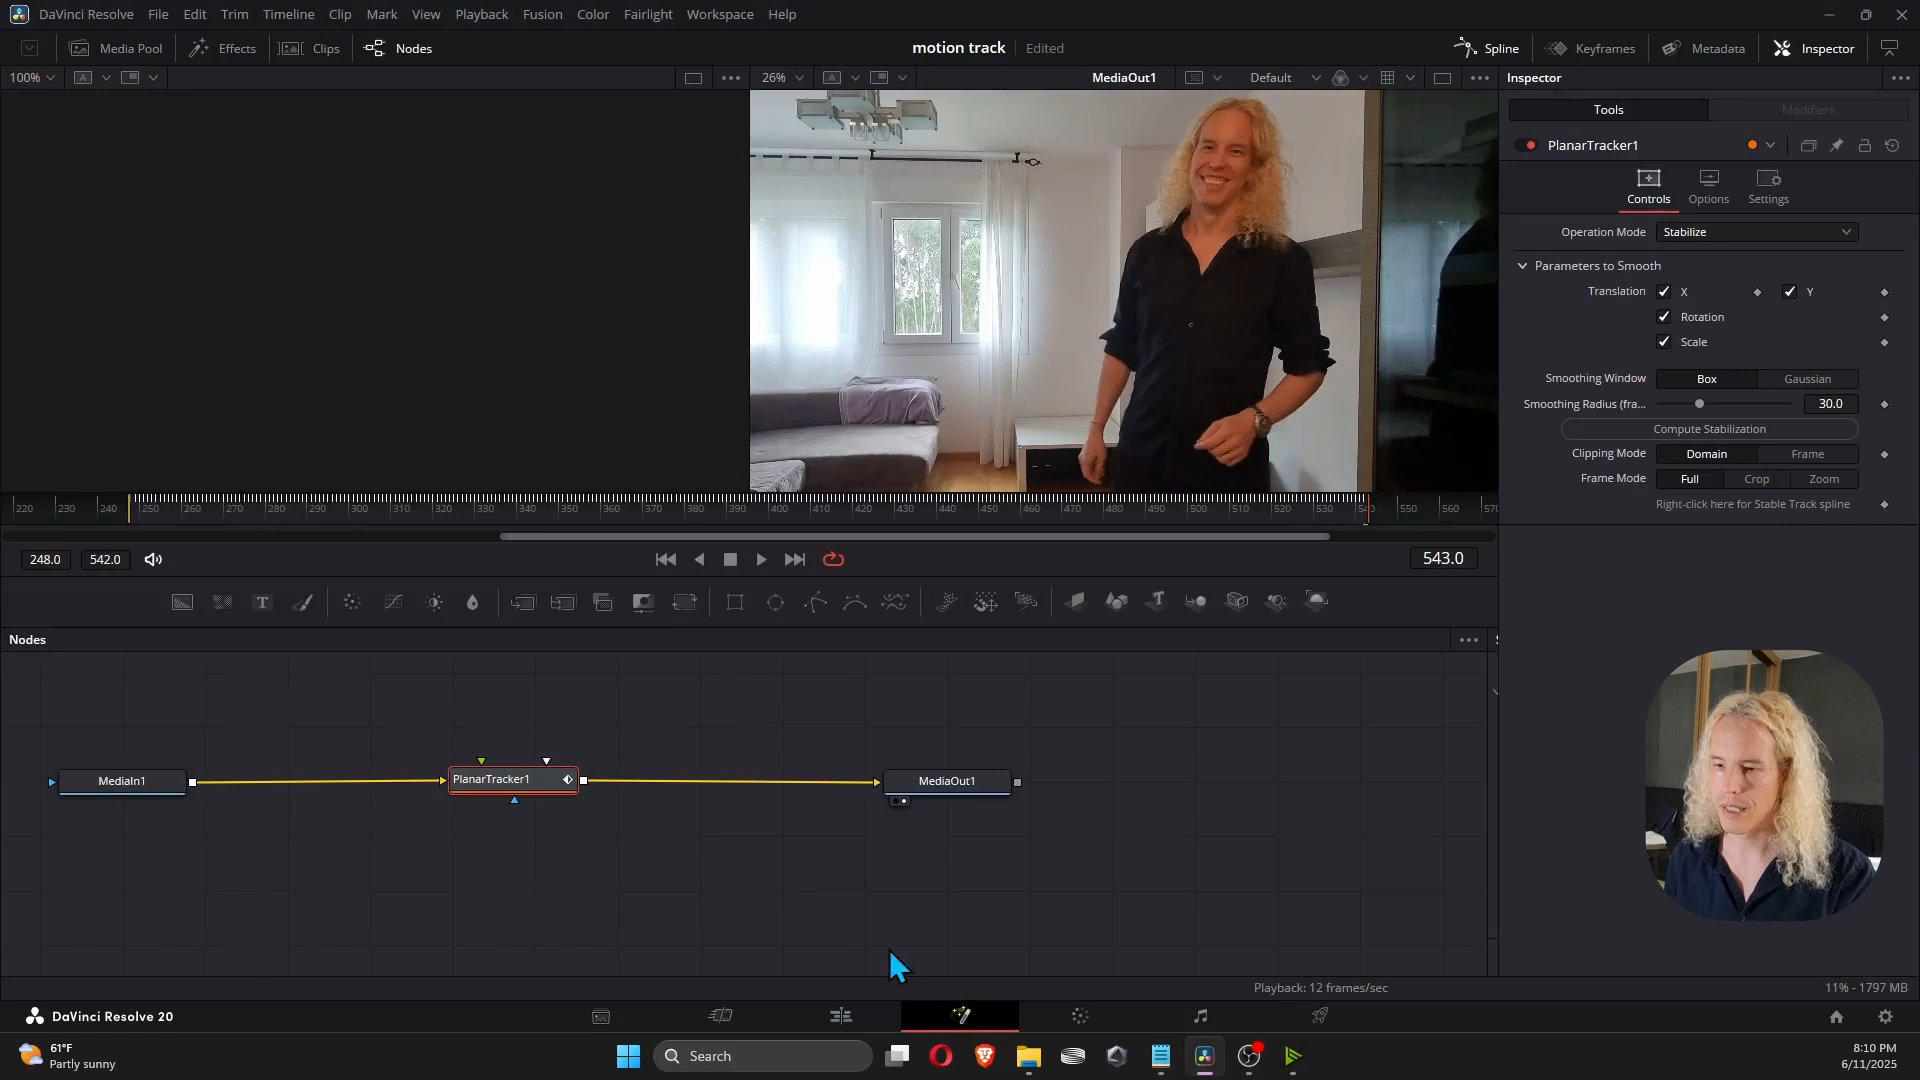 DaVinci Resolve File Edit Trim Timeline Clip Mark View Playback Fusion Color Fairlight Workspace Help
Media Pool Effects Clips Nodes motion track Edited Spline Keyframes Metadata Inspector
100% A 26% A MediaOut1 Default Inspector
Tools Modifiers
PlanarTracker1
Controls Options Settings
Operation Mode Stabilize
Parameters to Smooth
Translation X Y
Rotation
Scale
Smoothing Window Box Gaussian
Smoothing Radius (fra... 30.0
Compute Stabilization
Clipping Mode Domain Frame
Frame Mode Full Crop Zoom
Right-click here for Stable Track spline
220 230 240 250 260 270 280 290 300 310 320 330 340 350 360 370 380 390 400 410 420 430 440 450 460 470 480 490 500 510 520 530 550 560
248.0 542.0 543.0
Nodes
MediaIn1 PlanarTracker1 MediaOut1
Playback: 12 frames/sec 11% - 1797 MB
DaVinci Resolve 20
61°F
Partly sunny
Search
8:10 PM
6/11/2025